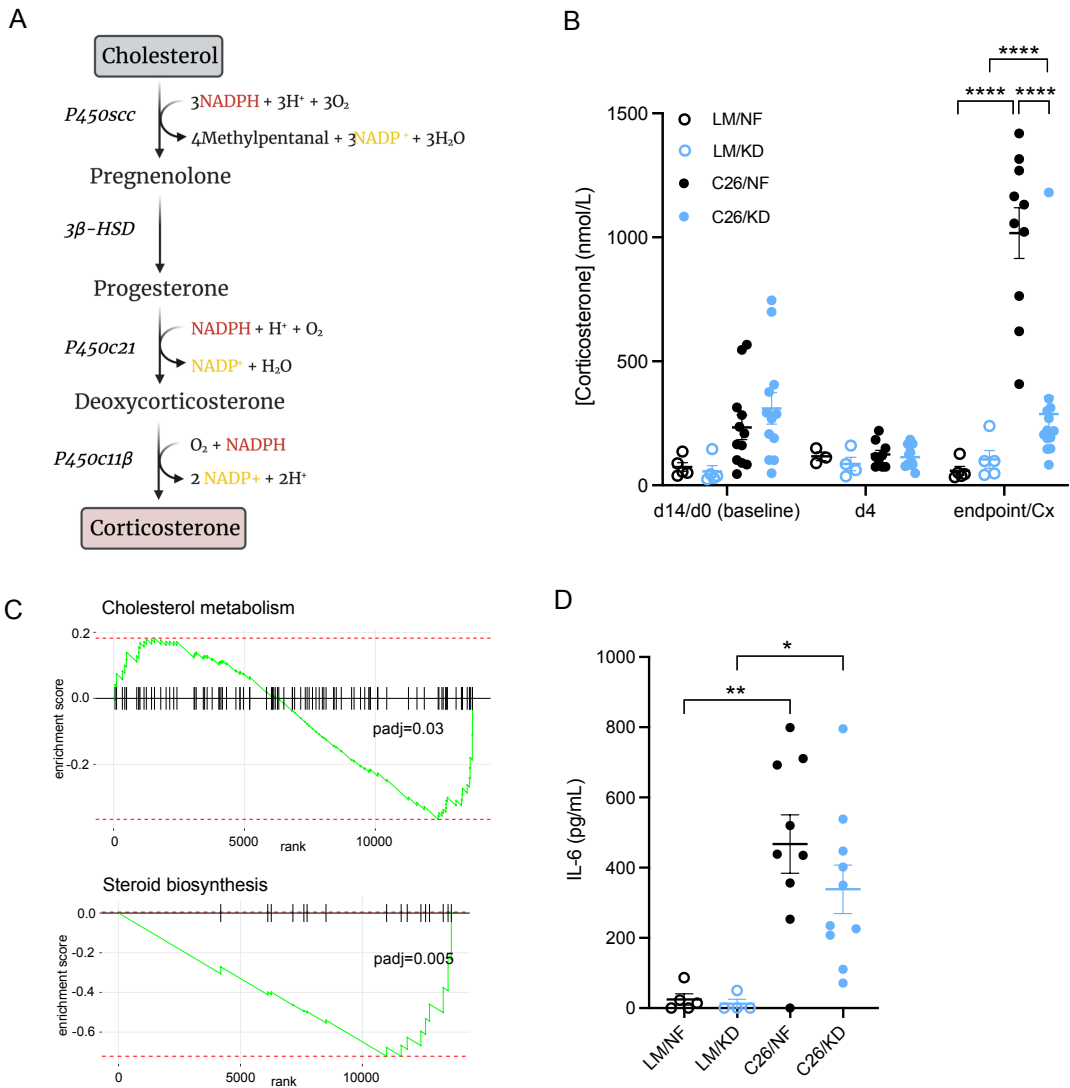 A
Cholesterol
P450scc
3NADPH + 3H⁺ + 3O₂
4Methylpentanal + 3NADP⁺ + 3H₂O
Pregnenolone
3β-HSD
Progesterone
P450c21
NADPH + H⁺ + O₂
NADP⁺ + H₂O
Deoxycorticosterone
P450c11β
O₂ + NADPH
2 NADP+ + 2H⁺
Corticosterone
B
****
**** ****
LM/NF
LM/KD
C26/NF
C26/KD
[Corticosterone] (nmol/L)
1500
1000
500
0
d14/d0 (baseline) d4 endpoint/Cx
C
Cholesterol metabolism
enrichment score
0.2
0.0
-0.2
padj=0.03
0 5000 10000
rank
Steroid biosynthesis
enrichment score
0.0
-0.2
-0.4
-0.6
padj=0.005
0 5000 10000
rank
D
*
**
IL-6 (pg/mL)
1000
800
600
400
200
0
LM/NF LM/KD C26/NF C26/KD